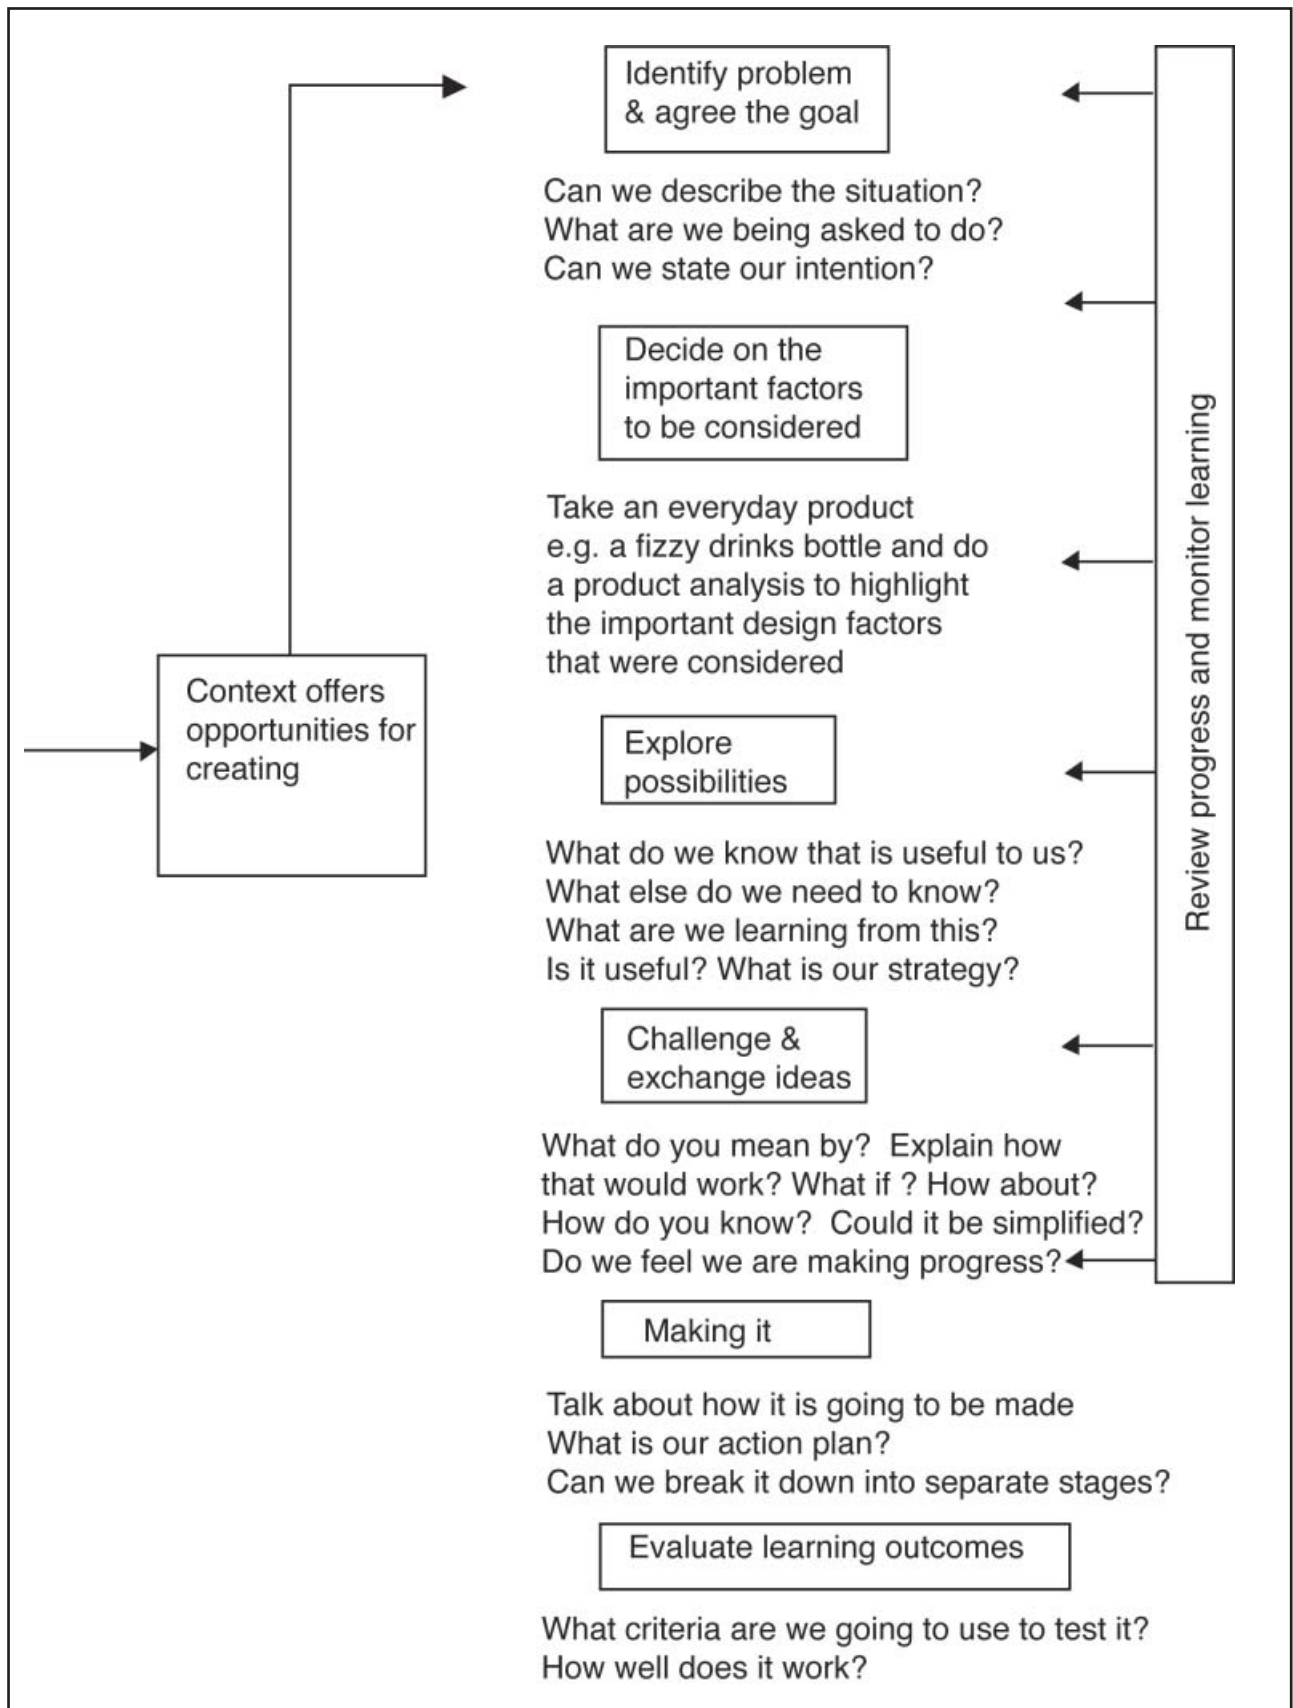 Identify problem
& agree the goal
Can we describe the situation?
What are we being asked to do?
Can we state our intention?
Decide on the
important factors
to be considered
Take an everyday product
e.g. a fizzy drinks bottle and do
a product analysis to highlight
the important design factors
that were considered
Context offers
opportunities for
creating
Explore
possibilities
What do we know that is useful to us?
What else do we need to know?
What are we learning from this?
Is it useful? What is our strategy?
Challenge &
exchange ideas
What do you mean by?  Explain how
that would work? What if ? How about?
How do you know?  Could it be simplified?
Do we feel we are making progress?
Making it
Talk about how it is going to be made
What is our action plan?
Can we break it down into separate stages?
Evaluate learning outcomes
What criteria are we going to use to test it?
How well does it work?
Review progress and monitor learning